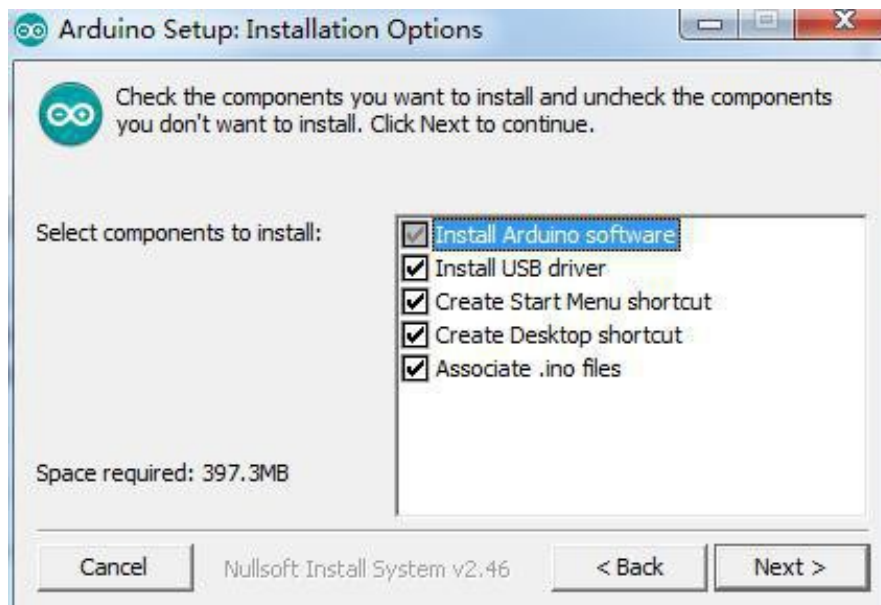 Arduino Setup: Installation Options
Check the components you want to install and uncheck the components
you don't want to install. Click Next to continue.
Select components to install:
Install Arduino software
Install USB driver
Create Start Menu shortcut
Create Desktop shortcut
Associate .ino files
Space required: 397.3MB
Cancel
Nullsoft Install System v2.46
< Back
Next >